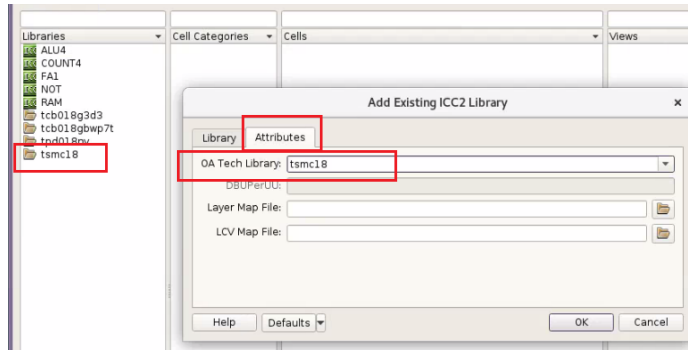 Libraries
Cell Categories
Cells
Views
ALU4
COUNT4
FA1
NOT
RAM
tcb018g3d3
tcb018gbwp7t
tpd018nv
tsmc18
Add Existing ICC2 Library
×
Library
Attributes
OA Tech Library: tsmc18
DBUPerUU:
Layer Map File:
LCV Map File:
Help
Defaults
OK
Cancel